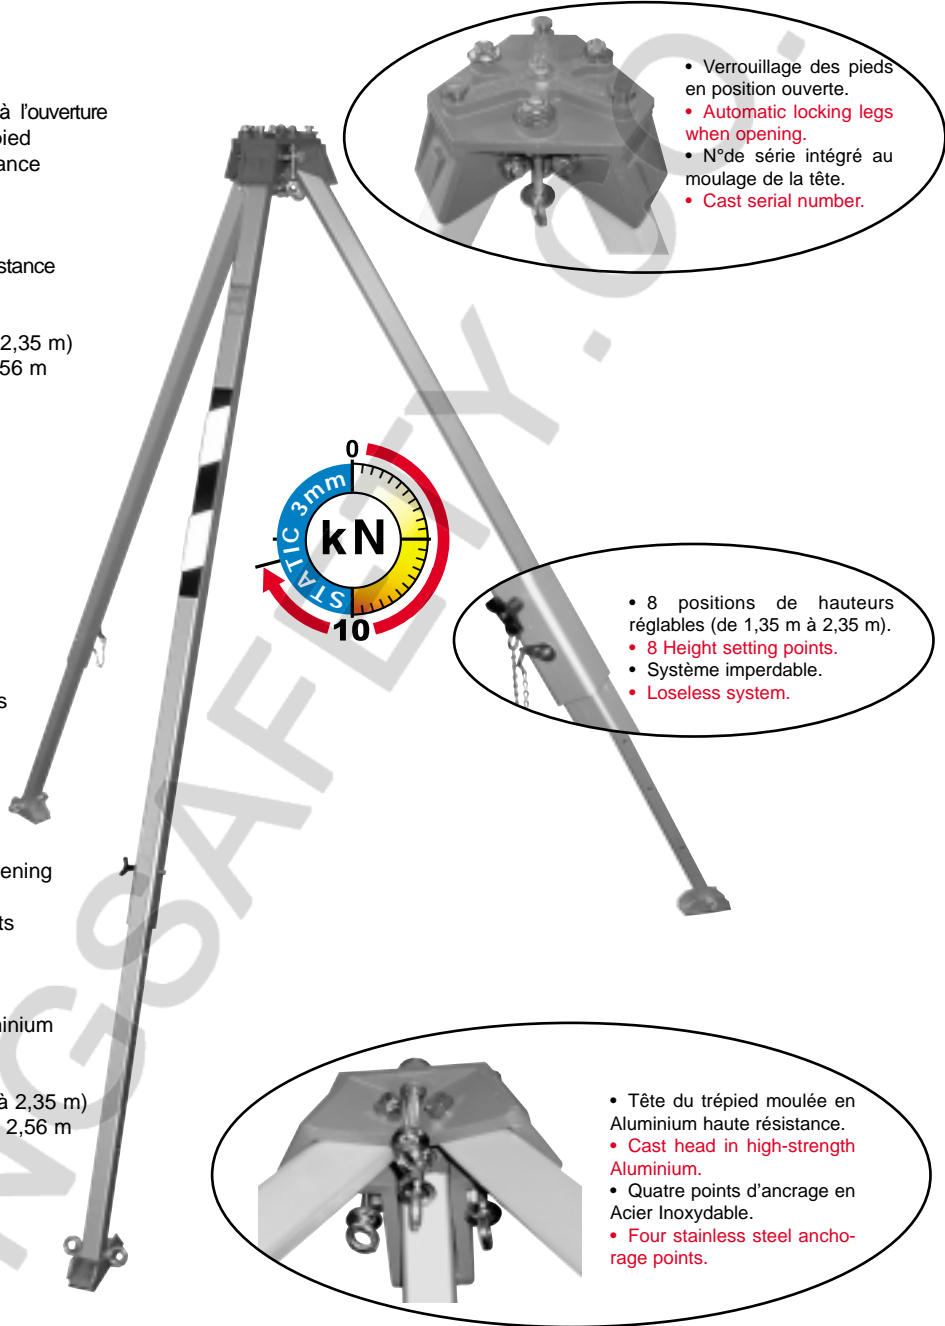 à l'ouverture
pied
ance
stance
2,35 m)
56 m
s
ening
ts
ninium
à 2,35 m)
2,56 m
• Verrouillage des pieds
en position ouverte.
• Automatic locking legs
when opening.
• N°de série intégré au
moulage de la tête.
• Cast serial number.
0
STATIC 3mm
kN
10
• 8 positions de hauteurs
réglables (de 1,35 m à 2,35 m).
• 8 Height setting points.
• Système imperdable.
• Loseless system.
• Tête du trépied moulée en
Aluminium haute résistance.
• Cast head in high-strength
Aluminium.
• Quatre points d'ancrage en
Acier Inoxydable.
• Four stainless steel ancho-
rage points.
NGSAFETY.CO.